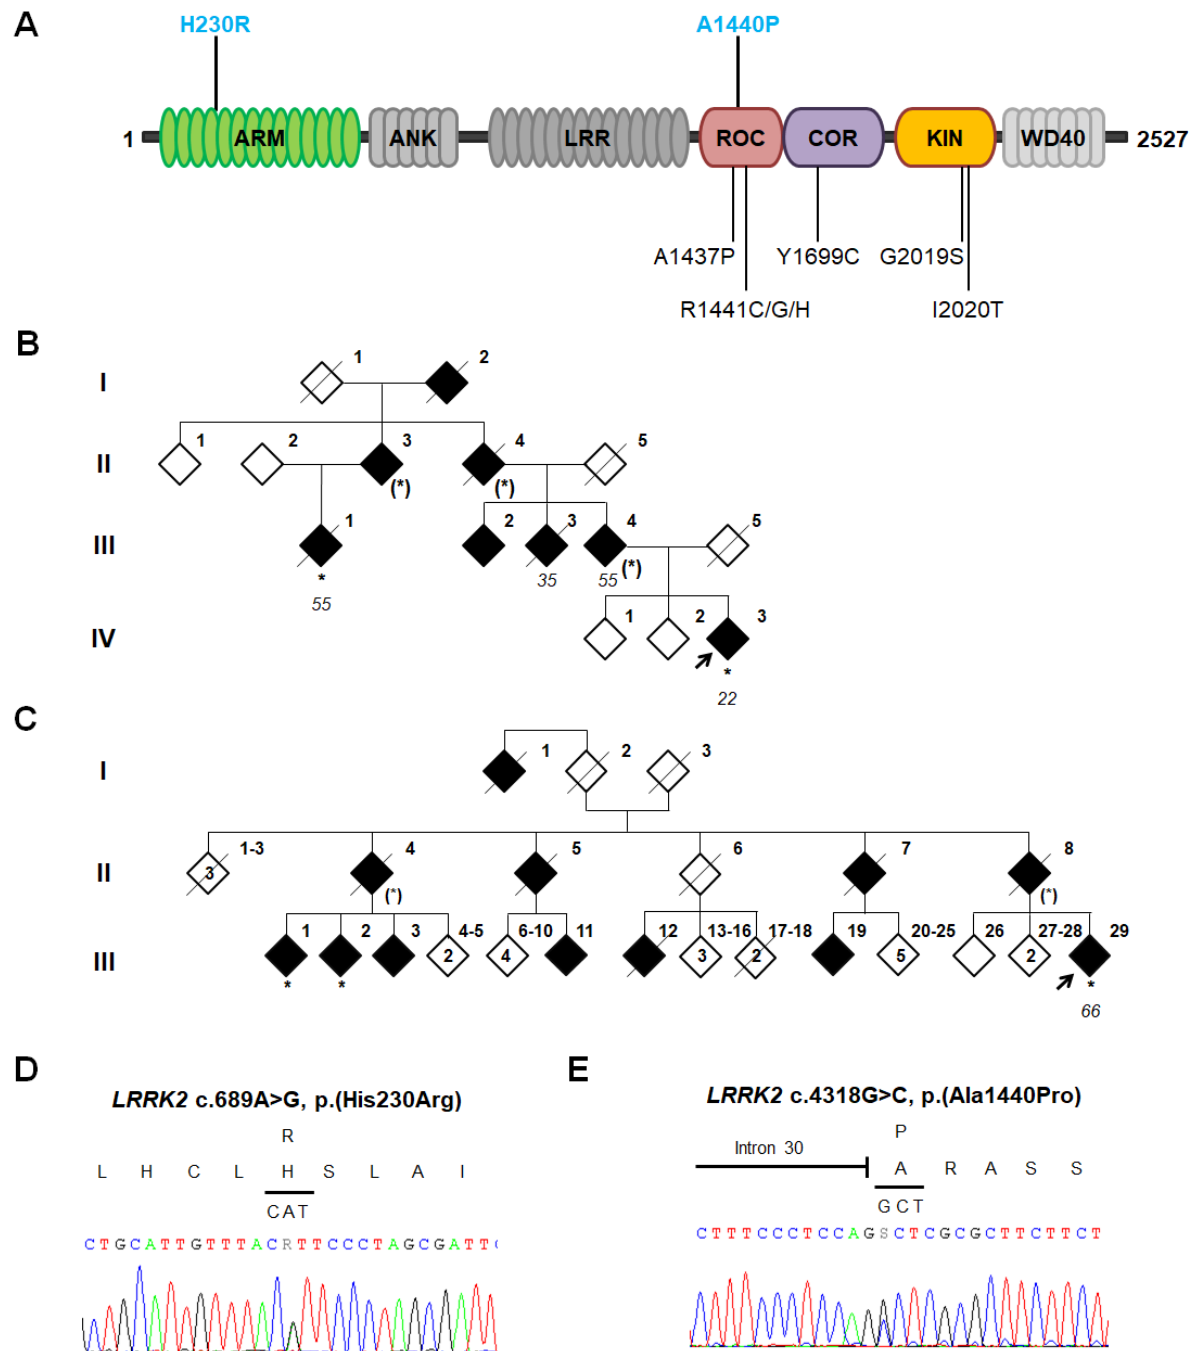 A
H230R A1440P
1 ARM ANK LRR ROC COR KIN WD40 2527
A1437P Y1699C G2019S
R1441C/G/H I2020T
B
I 1 2
II 1 2 3 4 5
(*) (*)
III 1 2 3 4 5
* 35 55 (*)
55
IV 1 2 3
*
22
C
I 1 2 3
II 3 1-3 4 5 6 7 8
(*) (*)
III 1 2 3 2 4-5 4 6-10 11 12 3 13-16 2 17-18 19 5 20-25 26 2 27-28 29
* * *
66
D E
LRRK2 c.689A>G, p.(His230Arg)
R
L H C L H S L A I
CAT
CTGCATTGTTTACRTTCCCTAGCGATTC
LRRK2 c.4318G>C, p.(Ala1440Pro)
P
Intron 30
A R A S S
GCT
CTTTCCCTCCAGSCTCGCGCTTCTTCT